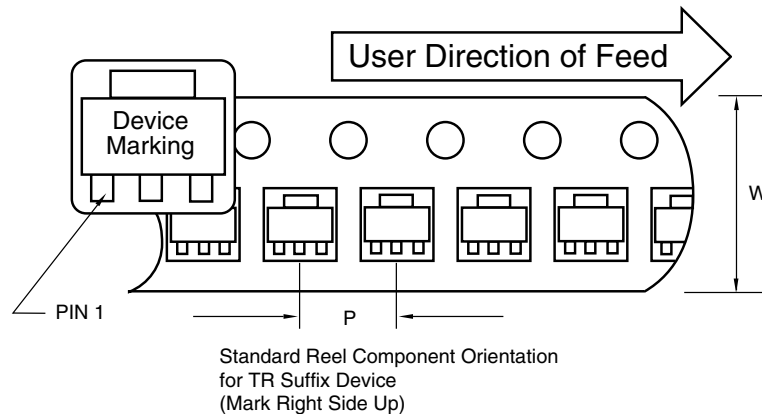 User Direction of Feed
Device
Marking
W
PIN 1
P
Standard Reel Component Orientation
for TR Suffix Device
(Mark Right Side Up)